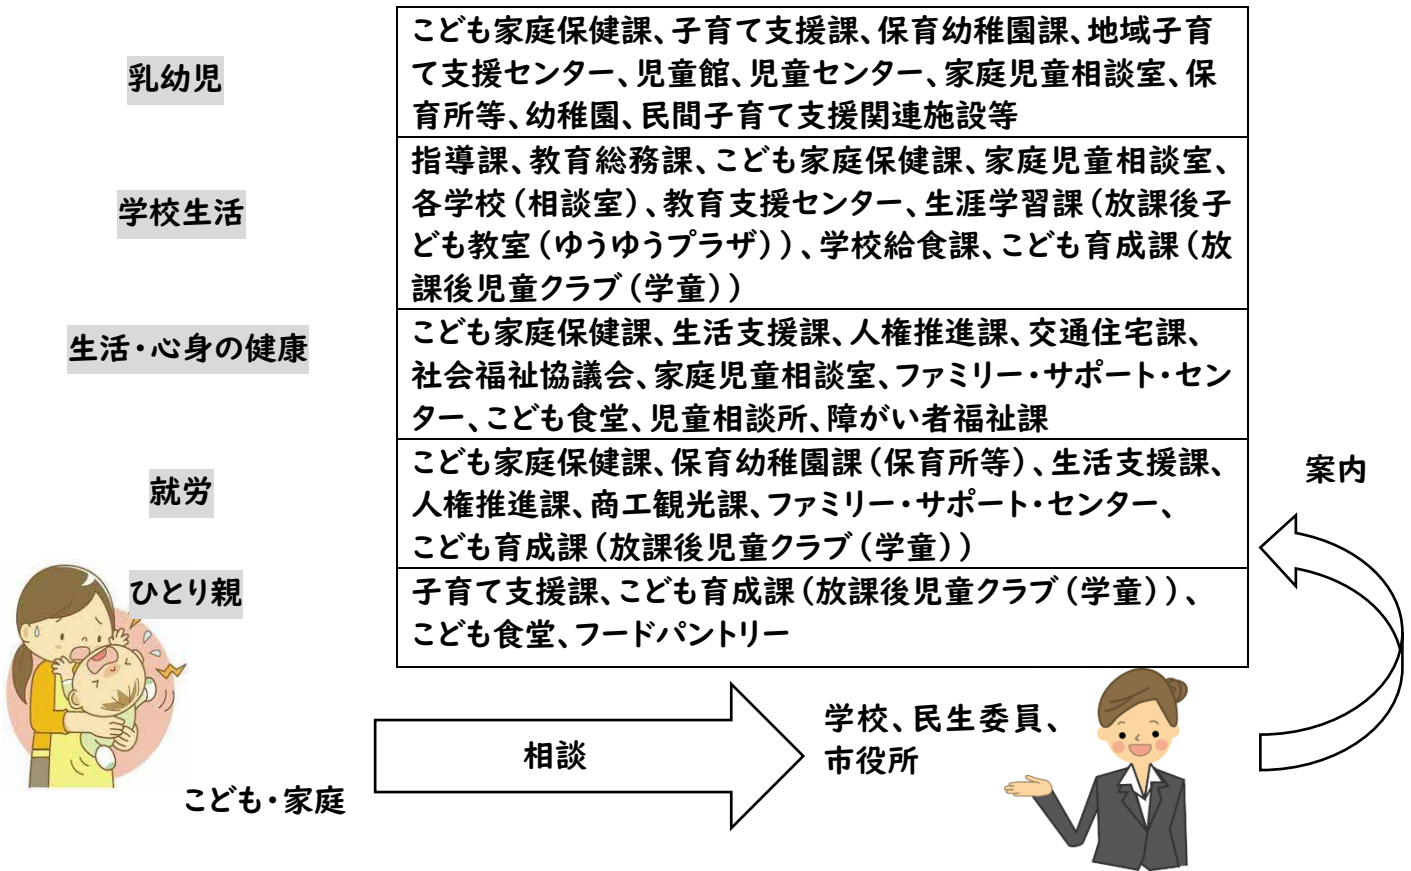 乳幼児
こども家庭保健課、子育て支援課、保育幼稚園課、地域子育
て支援センター、児童館、児童センター、家庭児童相談室、保
育所等、幼稚園、民間子育て支援関連施設等
学校生活
指導課、教育総務課、こども家庭保健課、家庭児童相談室、
各学校（相談室）、教育支援センター、生涯学習課（放課後子
ども教室（ゆうゆうプラザ））、学校給食課、こども育成課（放
課後児童クラブ（学童））
生活・心身の健康
こども家庭保健課、生活支援課、人権推進課、交通住宅課、
社会福祉協議会、家庭児童相談室、ファミリー・サポート・セン
ター、こども食堂、児童相談所、障がい者福祉課
就労
こども家庭保健課、保育幼稚園課（保育所等）、生活支援課、
人権推進課、商工観光課、ファミリー・サポート・センター、
こども育成課（放課後児童クラブ（学童））
ひとり親
子育て支援課、こども育成課（放課後児童クラブ（学童））、
こども食堂、フードパントリー
案内
こども・家庭
相談
学校、民生委員、
市役所